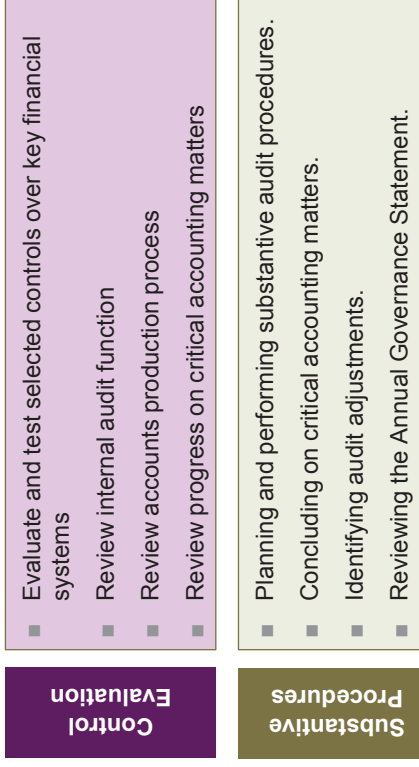 Control
Evaluation
Evaluate and test selected controls over key financial
systems
Review internal audit function
Review accounts production process
Review progress on critical accounting matters
Substantive
Procedures
Planning and performing substantive audit procedures.
Concluding on critical accounting matters.
Identifying audit adjustments.
Reviewing the Annual Governance Statement.